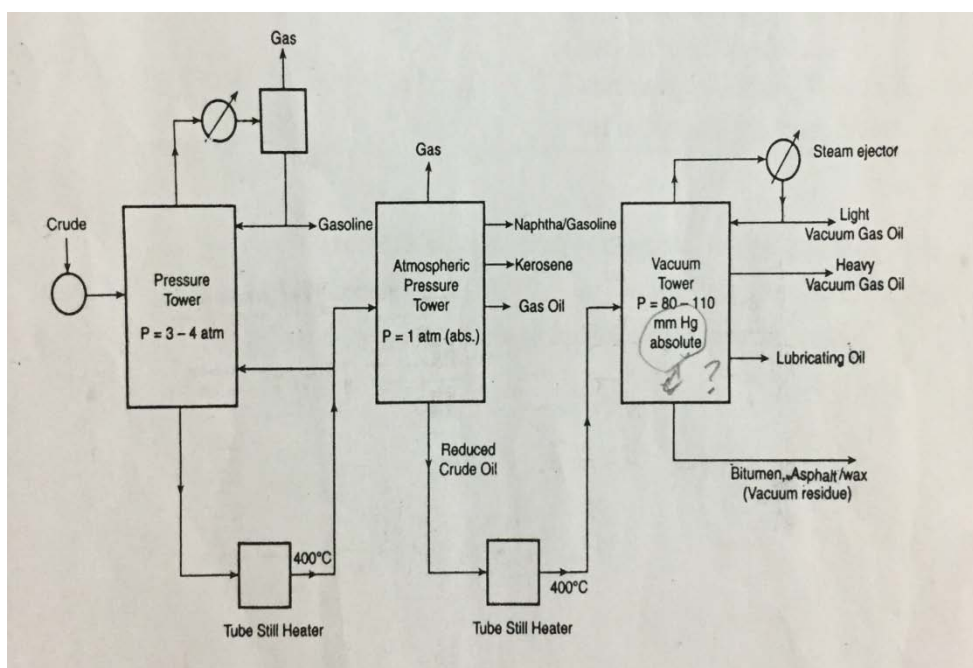 Gas
Crude
Pressure
Tower
P = 3 – 4 atm
Gasoline
400°C
Tube Still Heater
Gas
Atmospheric
Pressure
Tower
P = 1 atm (abs.)
Naphtha/Gasoline
Kerosene
Gas Oil
Reduced
Crude Oil
400°C
Tube Still Heater
Steam ejector
Vacuum
Tower
P = 80 – 110
mm Hg
absolute
?
Light
Vacuum Gas Oil
Heavy
Vacuum Gas Oil
Lubricating Oil
Bitumen, Asphalt/wax
(Vacuum residue)